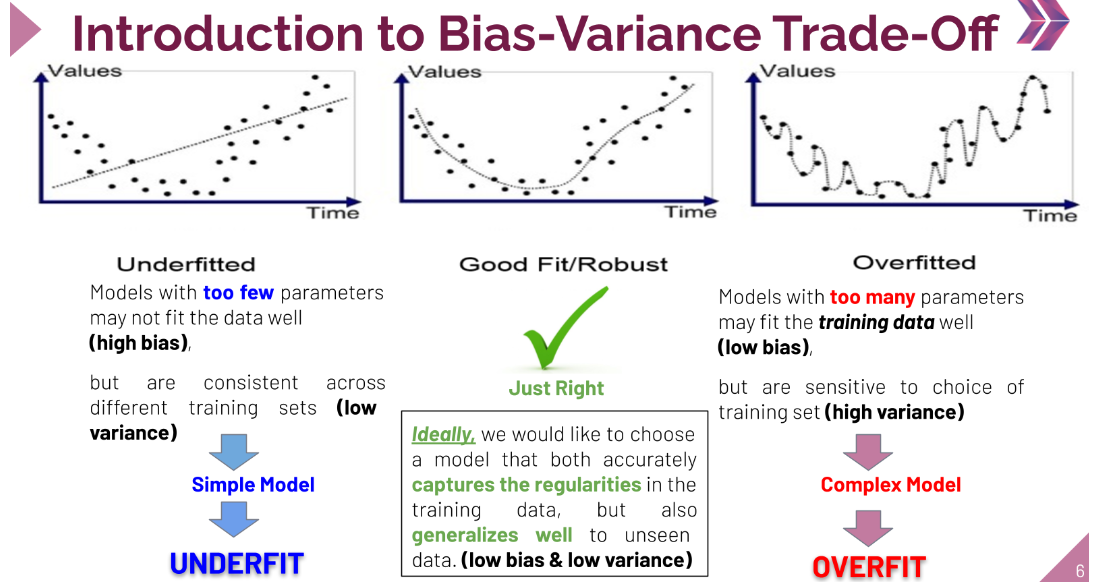 Introduction to Bias-Variance Trade-Off
Values
Time
Values
Time
Values
Time
Underfitted
Models with too few parameters
may not fit the data well
(high bias),
but are consistent across
different training sets (low
variance)
Simple Model
UNDERFIT
Good Fit/Robust
Just Right
Ideally, we would like to choose
a model that both accurately
captures the regularities in the
training data, but also
generalizes well to unseen
data. (low bias & low variance)
Overfitted
Models with too many parameters
may fit the training data well
(low bias),
but are sensitive to choice of
training set (high variance)
Complex Model
OVERFIT
6